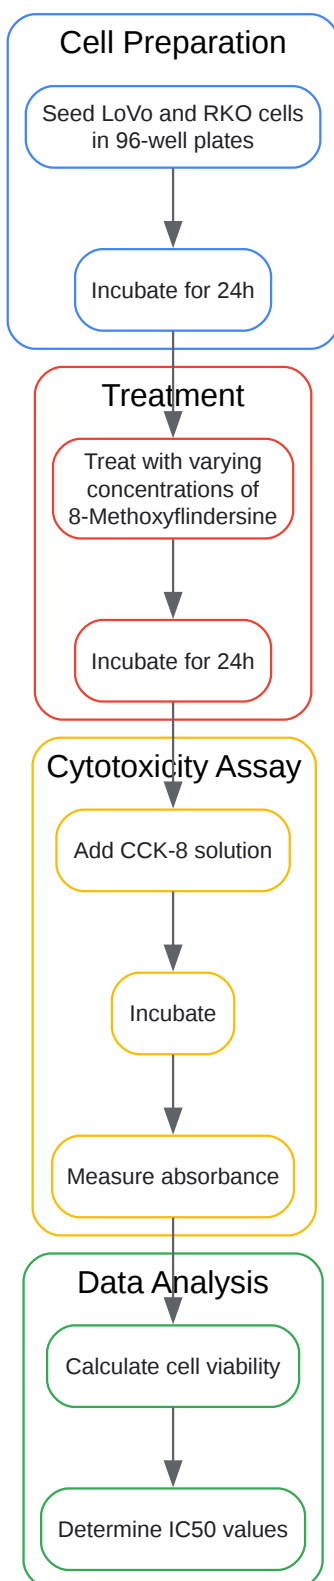 Cell Preparation
Seed LoVo and RKO cells
in 96-well plates
Incubate for 24h
Treatment
Treat with varying
concentrations of
8-Methoxyflindersine
Incubate for 24h
Cytotoxicity Assay
Add CCK-8 solution
Incubate
Measure absorbance
Data Analysis
Calculate cell viability
Determine IC50 values